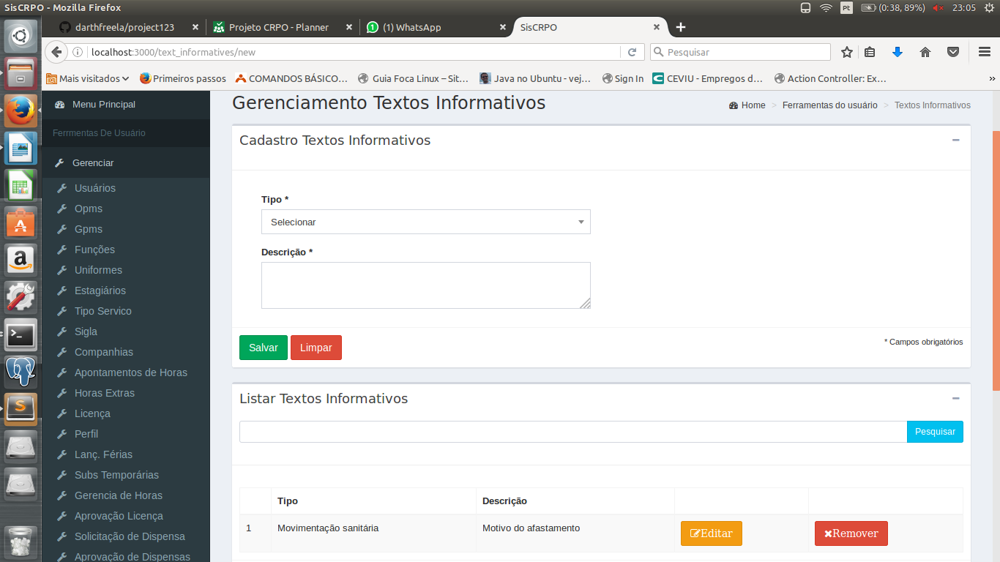 SisCRPO - Mozilla Firefox
Pt
(0:38, 89%)
23:05
darthfreela/project123
Projeto CRPO - Planner
(1) WhatsApp
SisCRPO
localhost:3000/text_informatives/new
Pesquisar
Mais visitados
Primeiros passos
COMANDOS BÁSICO...
Guia Foca Linux – Sit...
Java no Ubuntu - vej...
Sign In
CEVIU - Empregos d...
Action Controller: Ex...
Menu Principal
Ferrmentas De Usuário
Gerenciar
Usuários
Opms
Gpms
Funções
Uniformes
Estagiários
Tipo Servico
Sigla
Companhias
Apontamentos de Horas
Horas Extras
Licença
Perfil
Lanç. Férias
Subs Temporárias
Gerencia de Horas
Aprovação Licença
Solicitação de Dispensa
Aprovação de Dispensas
Gerenciamento Textos Informativos
Home > Ferramentas do usuário > Textos Informativos
Cadastro Textos Informativos
Tipo *
Selecionar
Descrição *
Salvar
Limpar
* Campos obrigatórios
Listar Textos Informativos
Pesquisar
Tipo Descrição
1 Movimentação sanitária Motivo do afastamento Editar Remover